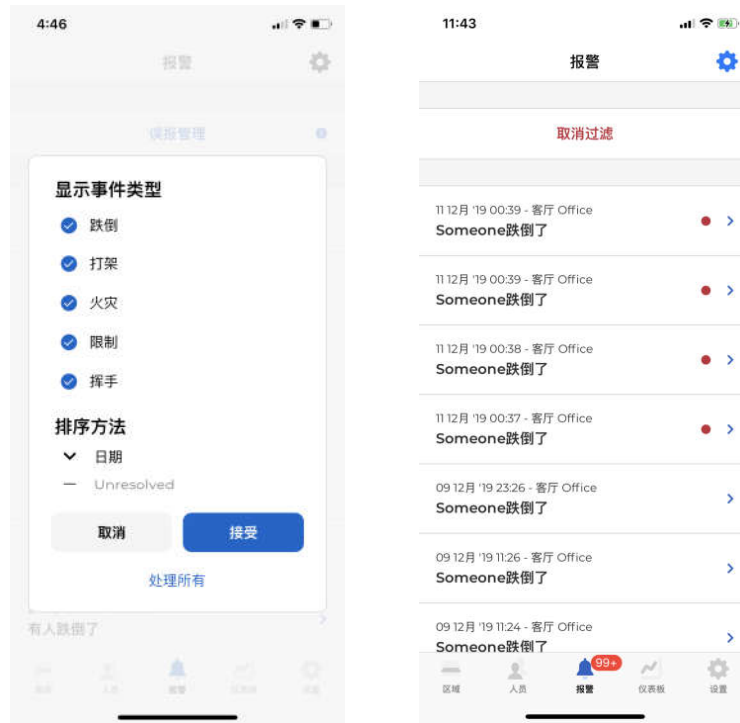 4:46
报警
误报管理
显示事件类型
跌倒
打架
火灾
限制
挥手
排序方法
日期
Unresolved
取消
接受
处理所有
有人跌倒了
人员
报警
仪表板
设置
11:43
报警
取消过滤
11 12月 '19 00:39 - 客厅 Office
Someone跌倒了
11 12月 '19 00:39 - 客厅 Office
Someone跌倒了
11 12月 '19 00:38 - 客厅 Office
Someone跌倒了
11 12月 '19 00:37 - 客厅 Office
Someone跌倒了
09 12月 '19 23:26 - 客厅 Office
Someone跌倒了
09 12月 '19 11:26 - 客厅 Office
Someone跌倒了
09 12月 '19 11:24 - 客厅 Office
Someone跌倒了
99+
区域
人员
报警
仪表板
设置